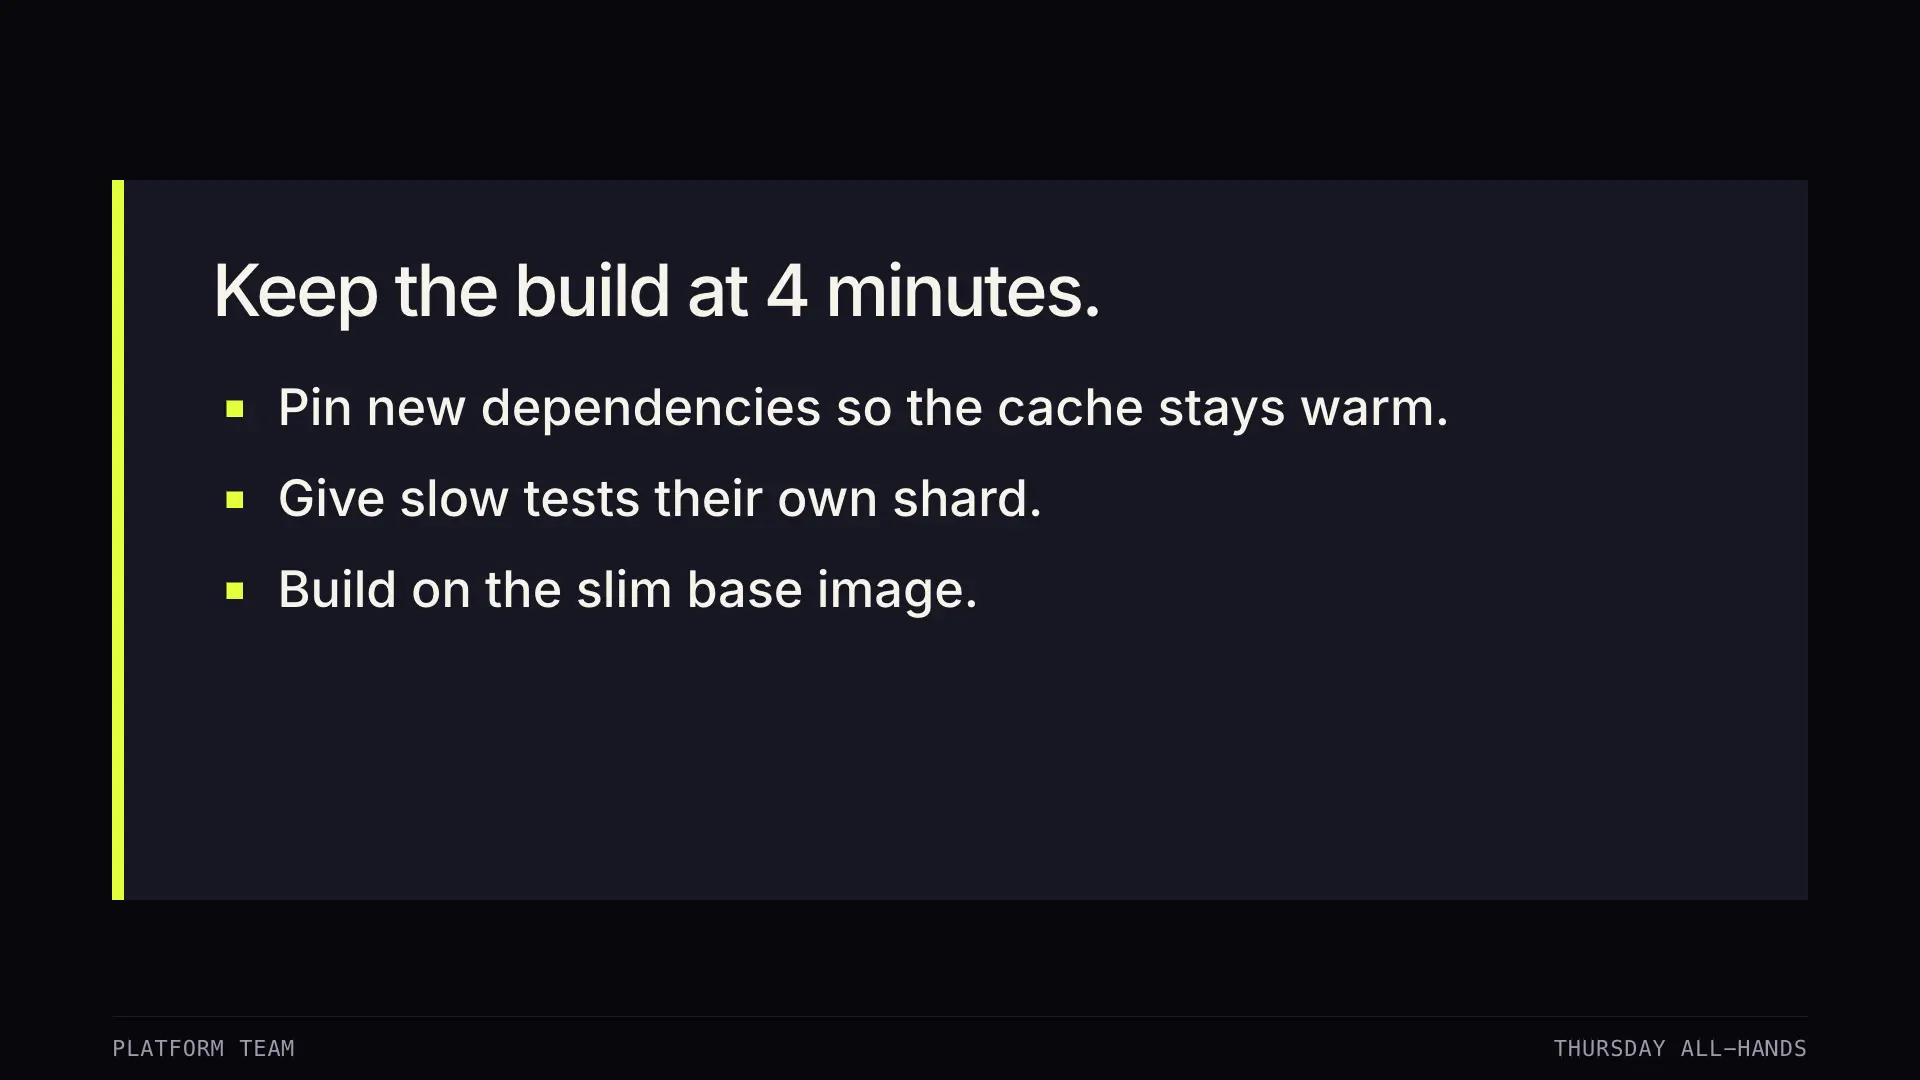 Keep the build at 4 minutes.
Pin new dependencies so the cache stays warm.
Give slow tests their own shard.
Build on the slim base image.
PLATFORM TEAM
THURSDAY ALL-HANDS